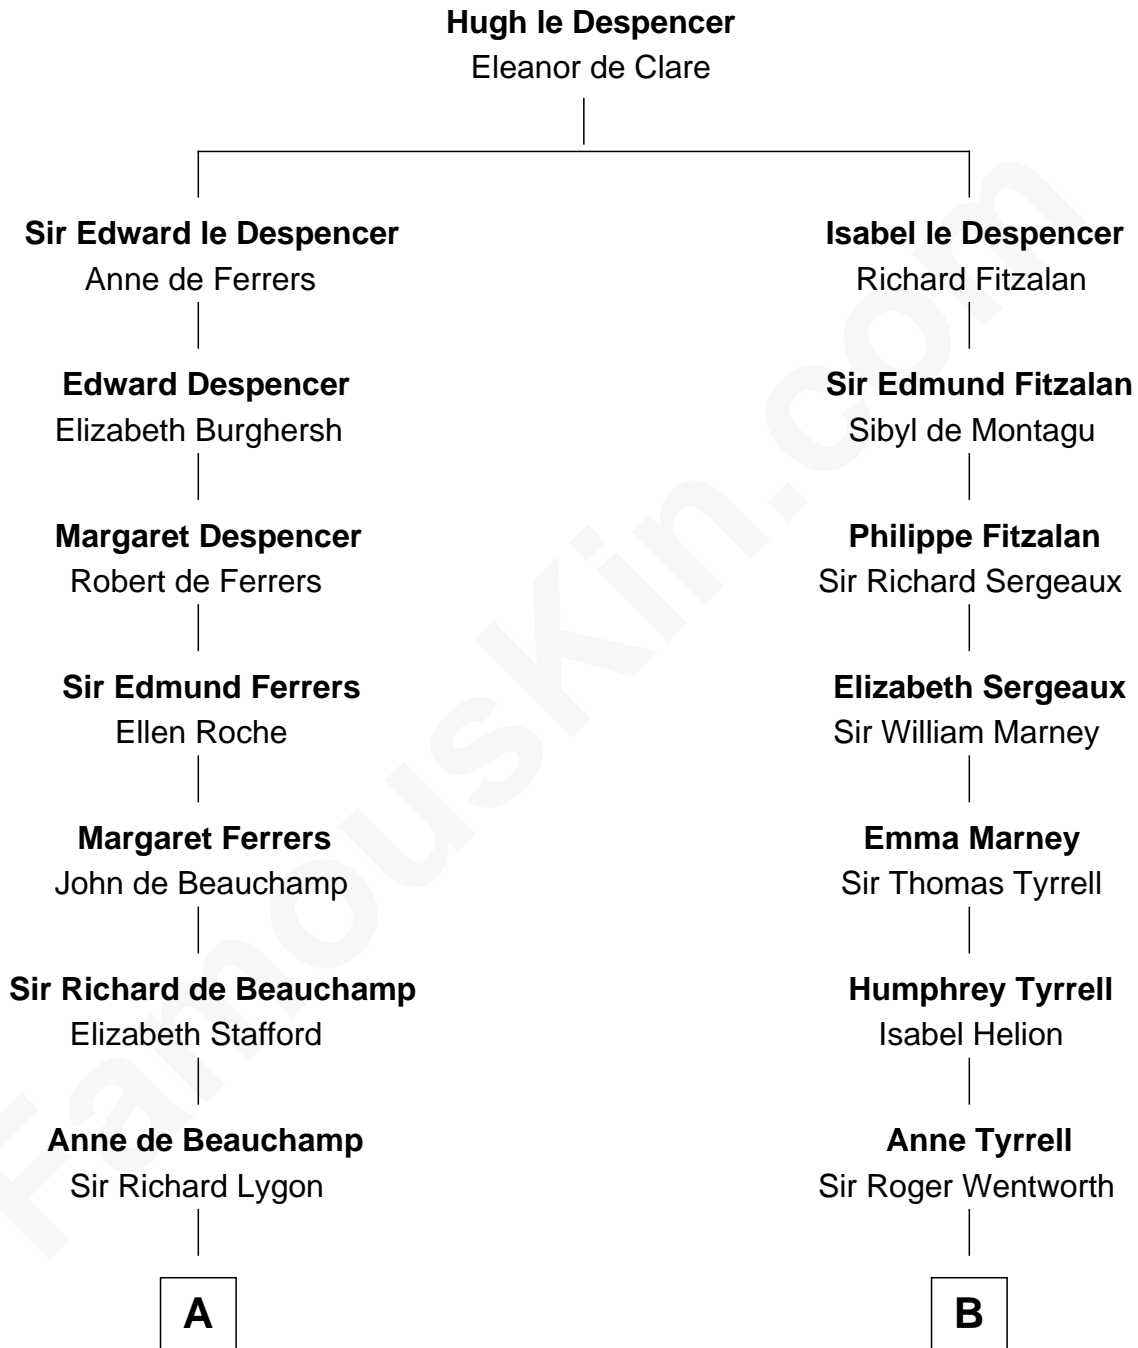 Hugh le Despencer
Eleanor de Clare
Sir Edward le Despencer
Anne de Ferrers
Isabel le Despencer
Richard Fitzalan
Edward Despencer
Elizabeth Burghersh
Sir Edmund Fitzalan
Sibyl de Montagu
Margaret Despencer
Robert de Ferrers
Philippe Fitzalan
Sir Richard Sergeaux
Sir Edmund Ferrers
Ellen Roche
Elizabeth Sergeaux
Sir William Marney
Margaret Ferrers
John de Beauchamp
Emma Marney
Sir Thomas Tyrrell
Sir Richard de Beauchamp
Elizabeth Stafford
Humphrey Tyrrell
Isabel Helion
Anne de Beauchamp
Sir Richard Lygon
Anne Tyrrell
Sir Roger Wentworth
A
B
FamousKin.com